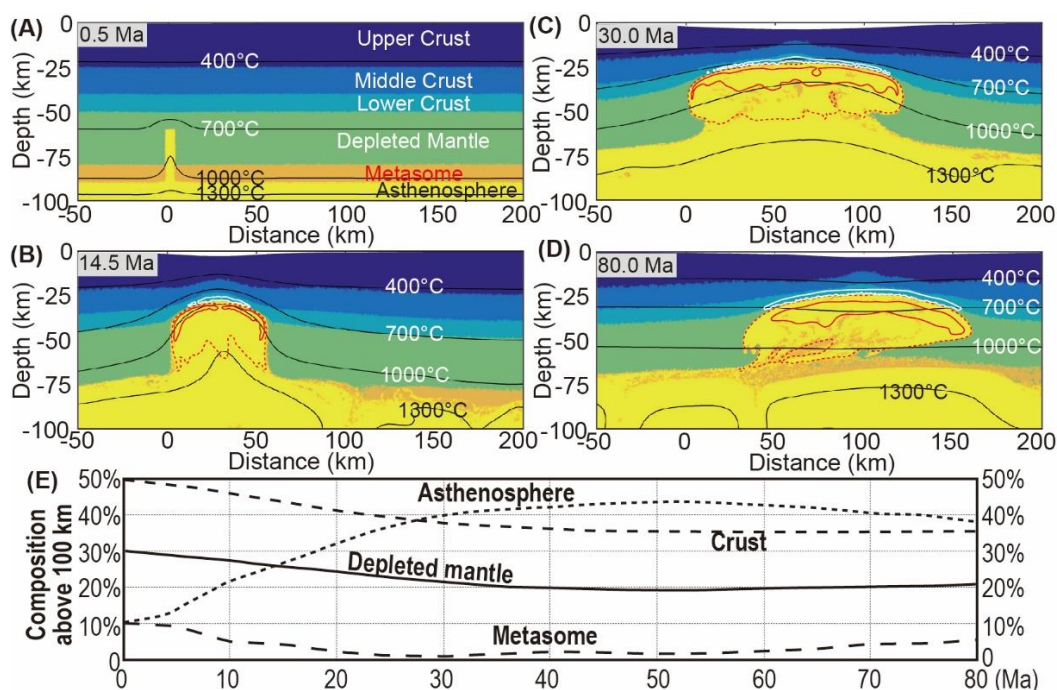 (A)
0.5 Ma
0
-25
-50
-75
-100
Depth (km)
Upper Crust
400°C
Middle Crust
Lower Crust
700°C
Depleted Mantle
1000°C
Metasome
1300°C
Asthenosphere
-50 0 50 100 150 200
Distance (km)
(B)
14.5 Ma
0
-25
-50
-75
-100
Depth (km)
400°C
700°C
1000°C
1300°C
-50 0 50 100 150 200
Distance (km)
(C)
30.0 Ma
0
-25
-50
-75
-100
Depth (km)
400°C
700°C
1000°C
1300°C
-50 0 50 100 150 200
Distance (km)
(D)
80.0 Ma
0
-25
-50
-75
-100
Depth (km)
400°C
700°C
1000°C
1300°C
-50 0 50 100 150 200
Distance (km)
(E)
Composition
above 100 km
50%
40%
30%
20%
10%
0
Asthenosphere
Crust
Depleted mantle
Metasome
50%
40%
30%
20%
10%
0
0 10 20 30 40 50 60 70 80 (Ma)